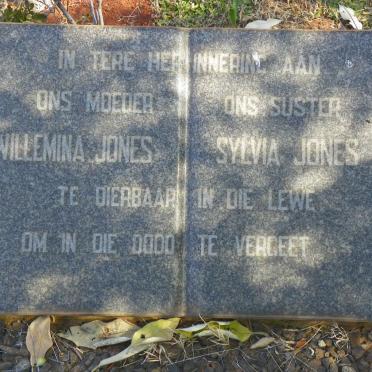 IN TERE HERINNERING AAN
ONS MOEDER ONS SUSTER
WILLEMINA JONES SYLVIA JONES
TE DIERBAAR IN DIE LEWE
OM IN DIE DOOD TE VERGEET